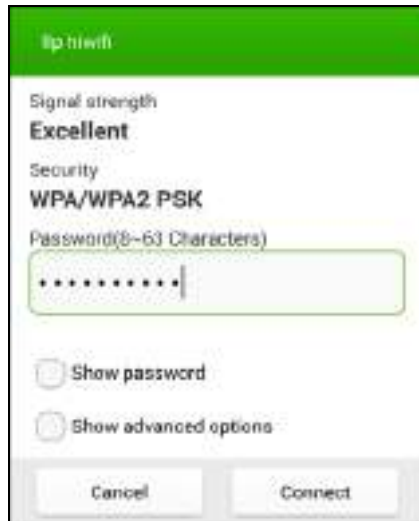 llp hiwifi
Signal strength
Excellent
Security
WPA/WPA2 PSK
Password(8~63 Characters)
••••••••••
Show password
Show advanced options
Cancel
Connect